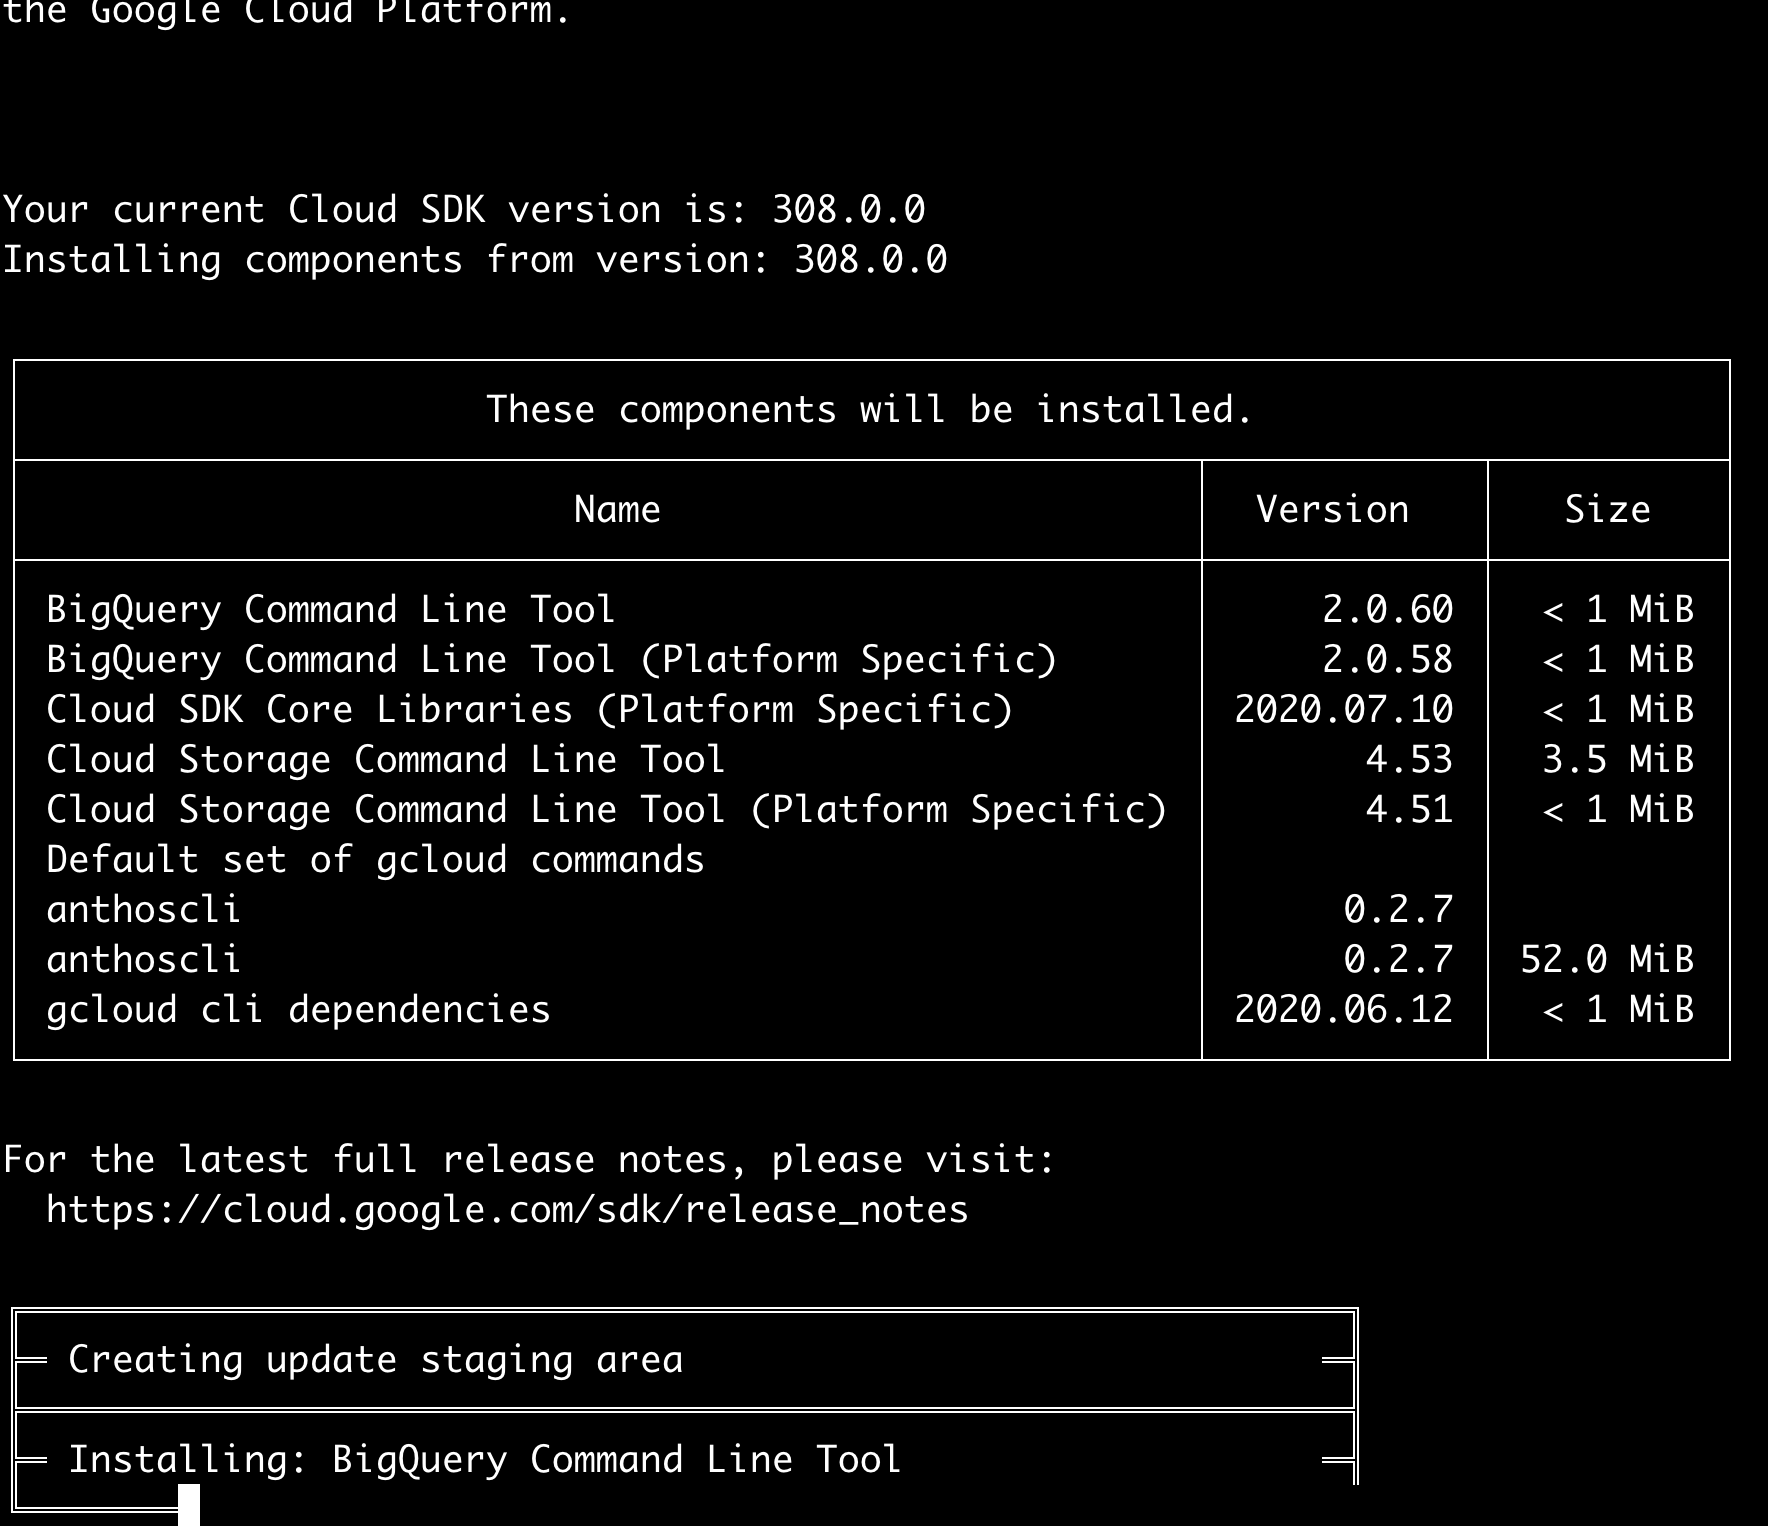 the Google Cloud Platform.
Your current Cloud SDK version is: 308.0.0
Installing components from version: 308.0.0
These components will be installed.
Name Version Size
BigQuery Command Line Tool 2.0.60 < 1 MiB
BigQuery Command Line Tool (Platform Specific) 2.0.58 < 1 MiB
Cloud SDK Core Libraries (Platform Specific) 2020.07.10 < 1 MiB
Cloud Storage Command Line Tool 4.53 3.5 MiB
Cloud Storage Command Line Tool (Platform Specific) 4.51 < 1 MiB
Default set of gcloud commands
anthoscli 0.2.7
anthoscli 0.2.7 52.0 MiB
gcloud cli dependencies 2020.06.12 < 1 MiB
For the latest full release notes, please visit:
https://cloud.google.com/sdk/release_notes
Creating update staging area
Installing: BigQuery Command Line Tool